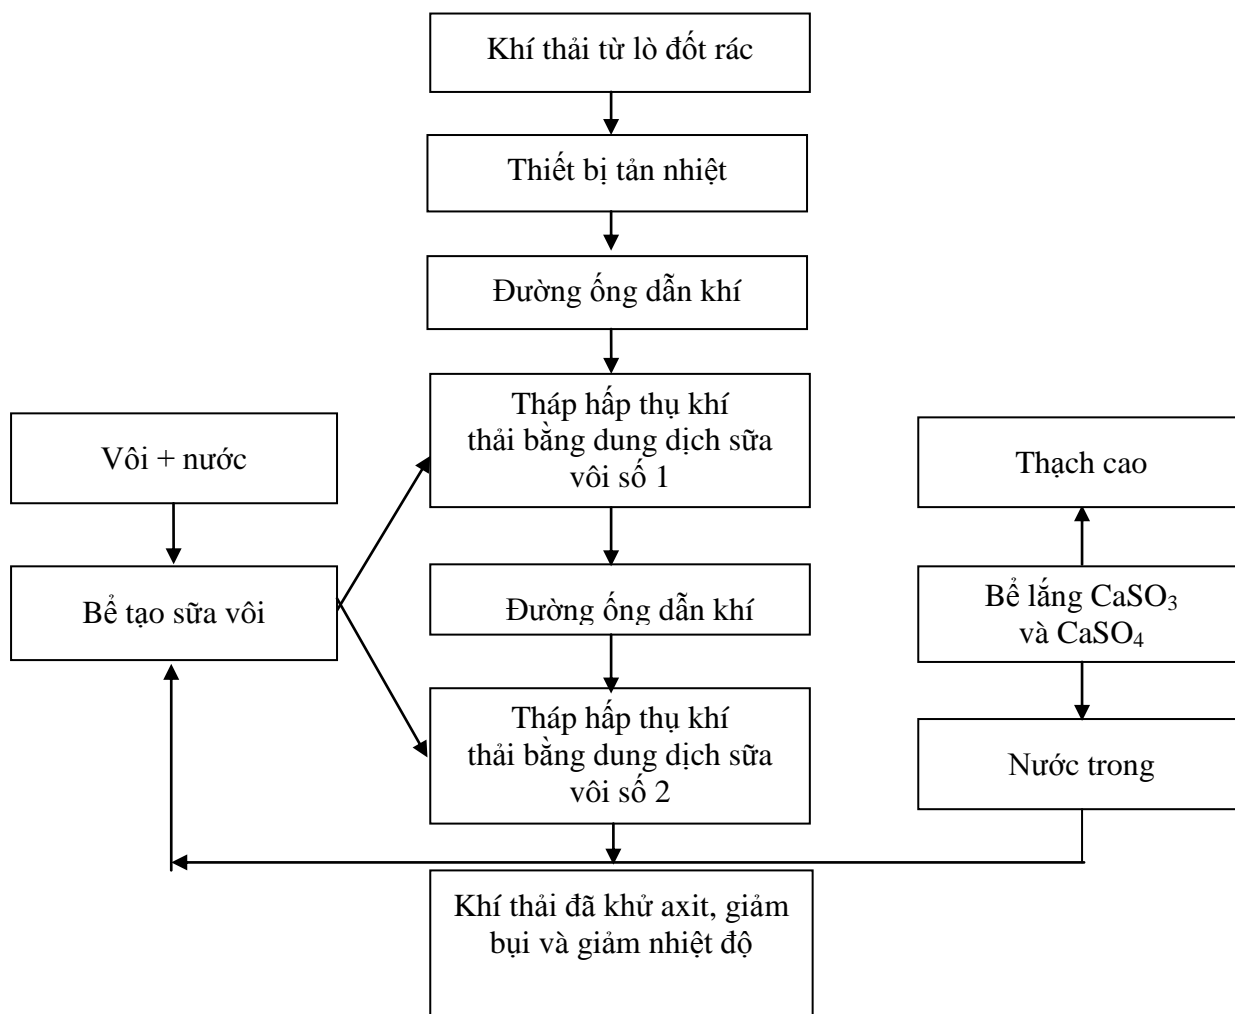 Khí thải từ lò đốt rác
Thiết bị tản nhiệt
Đường ống dẫn khí
Tháp hấp thụ khí
thải bằng dung dịch sữa
vôi số 1
Vôi + nước
Thạch cao
Bể tạo sữa vôi
Đường ống dẫn khí
Bể lắng CaSO₃
và CaSO₄
Tháp hấp thụ khí
thải bằng dung dịch sữa
vôi số 2
Nước trong
Khí thải đã khử axit, giảm
bụi và giảm nhiệt độ